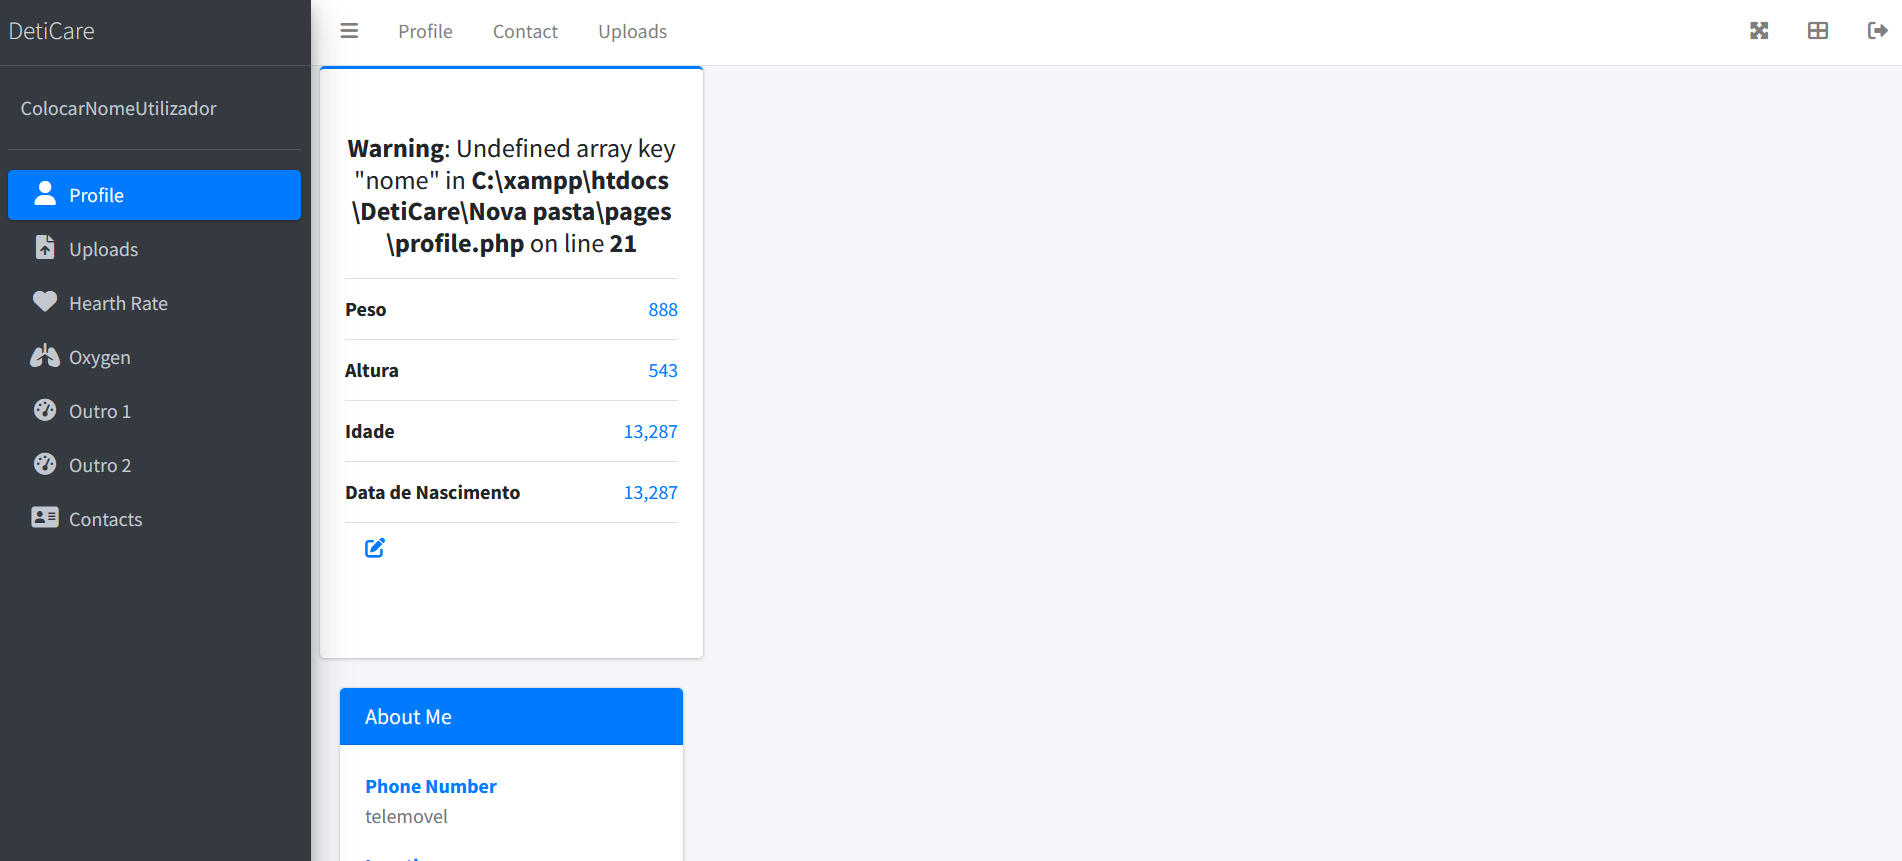 DetiCare
Profile
Contact
Uploads
ColocarNomeUtilizador
Profile
Uploads
Hearth Rate
Oxygen
Outro 1
Outro 2
Contacts
Warning: Undefined array key
"nome" in C:\xampp\htdocs
\DetiCare\Nova pasta\pages
\profile.php on line 21
Peso 888
Altura 543
Idade 13,287
Data de Nascimento 13,287
About Me
Phone Number
telemovel